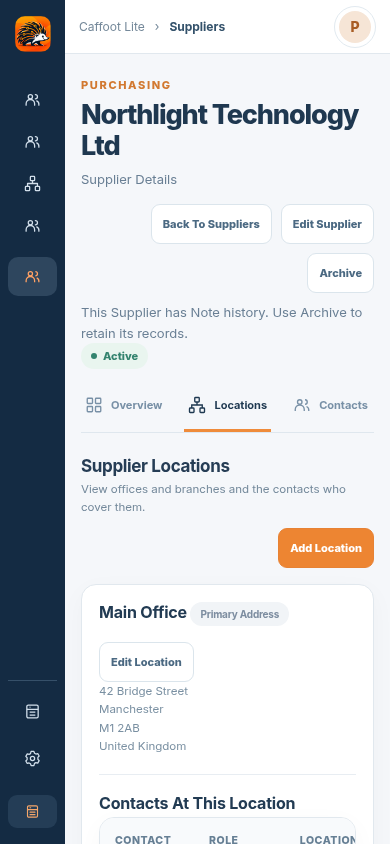 Caffoot Lite › Suppliers P
PURCHASING
Northlight Technology
Ltd
Supplier Details
Back To Suppliers Edit Supplier
Archive
This Supplier has Note history. Use Archive to
retain its records.
Active
Overview Locations Contacts
Supplier Locations
View offices and branches and the contacts who
cover them.
Add Location
Main Office Primary Address
Edit Location
42 Bridge Street
Manchester
M1 2AB
United Kingdom
Contacts At This Location
CONTACT ROLE LOCATION